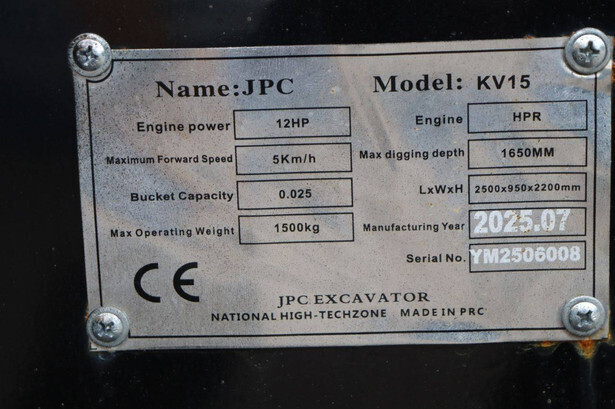 Name:JPC Model: KV15
Engine power 12HP Engine HPR
Maximum Forward Speed 5Km/h Max digging depth 1650MM
Bucket Capacity 0.025 LxWxH 2500x950x2200mm
Max Operating Weight 1500kg Manufacturing Year 2025.07
Serial No. YM2506008
CE
JPC EXCAVATOR
NATIONAL HIGH-TECHZONE MADE IN PRC